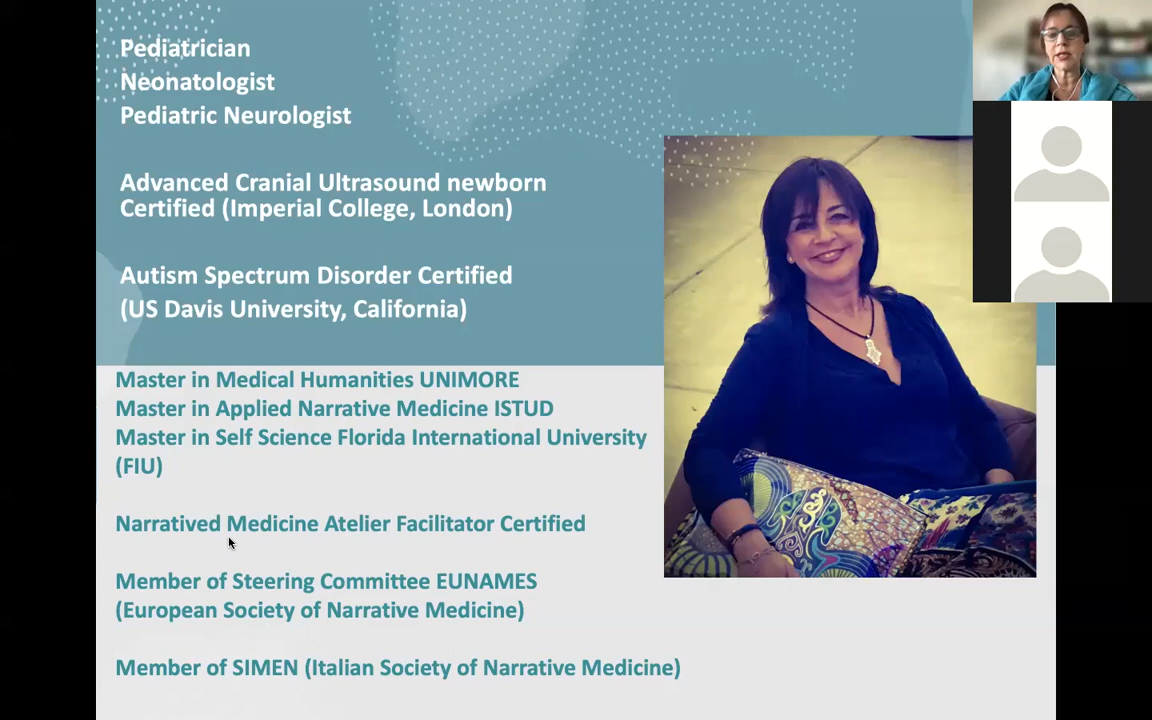 Pediatrician
Neonatologist
Pediatric Neurologist
Advanced Cranial Ultrasound newborn
Certified (Imperial College, London)
Autism Spectrum Disorder Certified
(US Davis University, California)
Master in Medical Humanities UNIMORE
Master in Applied Narrative Medicine ISTUD
Master in Self Science Florida International University
(FIU)
Narratived Medicine Atelier Facilitator Certified
Member of Steering Committee EUNAMES
(European Society of Narrative Medicine)
Member of SIMEN (Italian Society of Narrative Medicine)